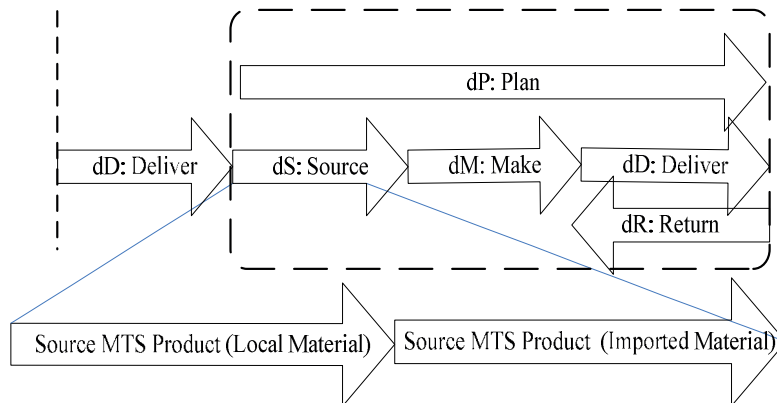 dP: Plan
dD: Deliver
dS: Source
dM: Make
dD: Deliver
dR: Return
Source MTS Product (Local Material)
Source MTS Product (Imported Material)